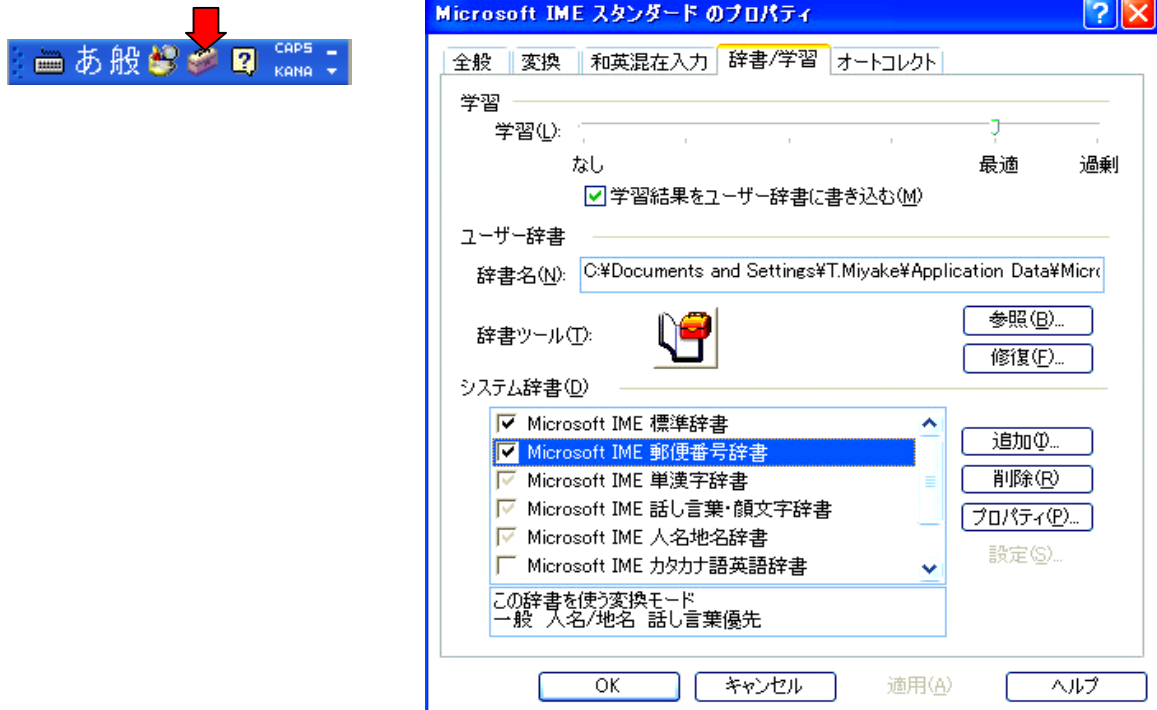 Microsoft IME スタンダード のプロパティ
あ 般 CAPS
KANA
全般 変換 和英混在入力 辞書/学習 オートコレクト
学習
学習(L):
なし 最適 過剰
学習結果をユーザー辞書に書き込む(M)
ユーザー辞書
辞書名(N): C:¥Documents and Settings¥T.Miyake¥Application Data¥Micro
辞書ツール(T):
参照(B)...
修復(F)...
システム辞書(D)
Microsoft IME 標準辞書
Microsoft IME 郵便番号辞書
Microsoft IME 単漢字辞書
Microsoft IME 話し言葉・顔文字辞書
Microsoft IME 人名地名辞書
Microsoft IME カタカナ語英語辞書
追加(I)...
削除(R)
プロパティ(P)...
設定(S)...
この辞書を使う変換モード
一般 人名/地名 話し言葉優先
OK キャンセル 適用(A) ヘルプ